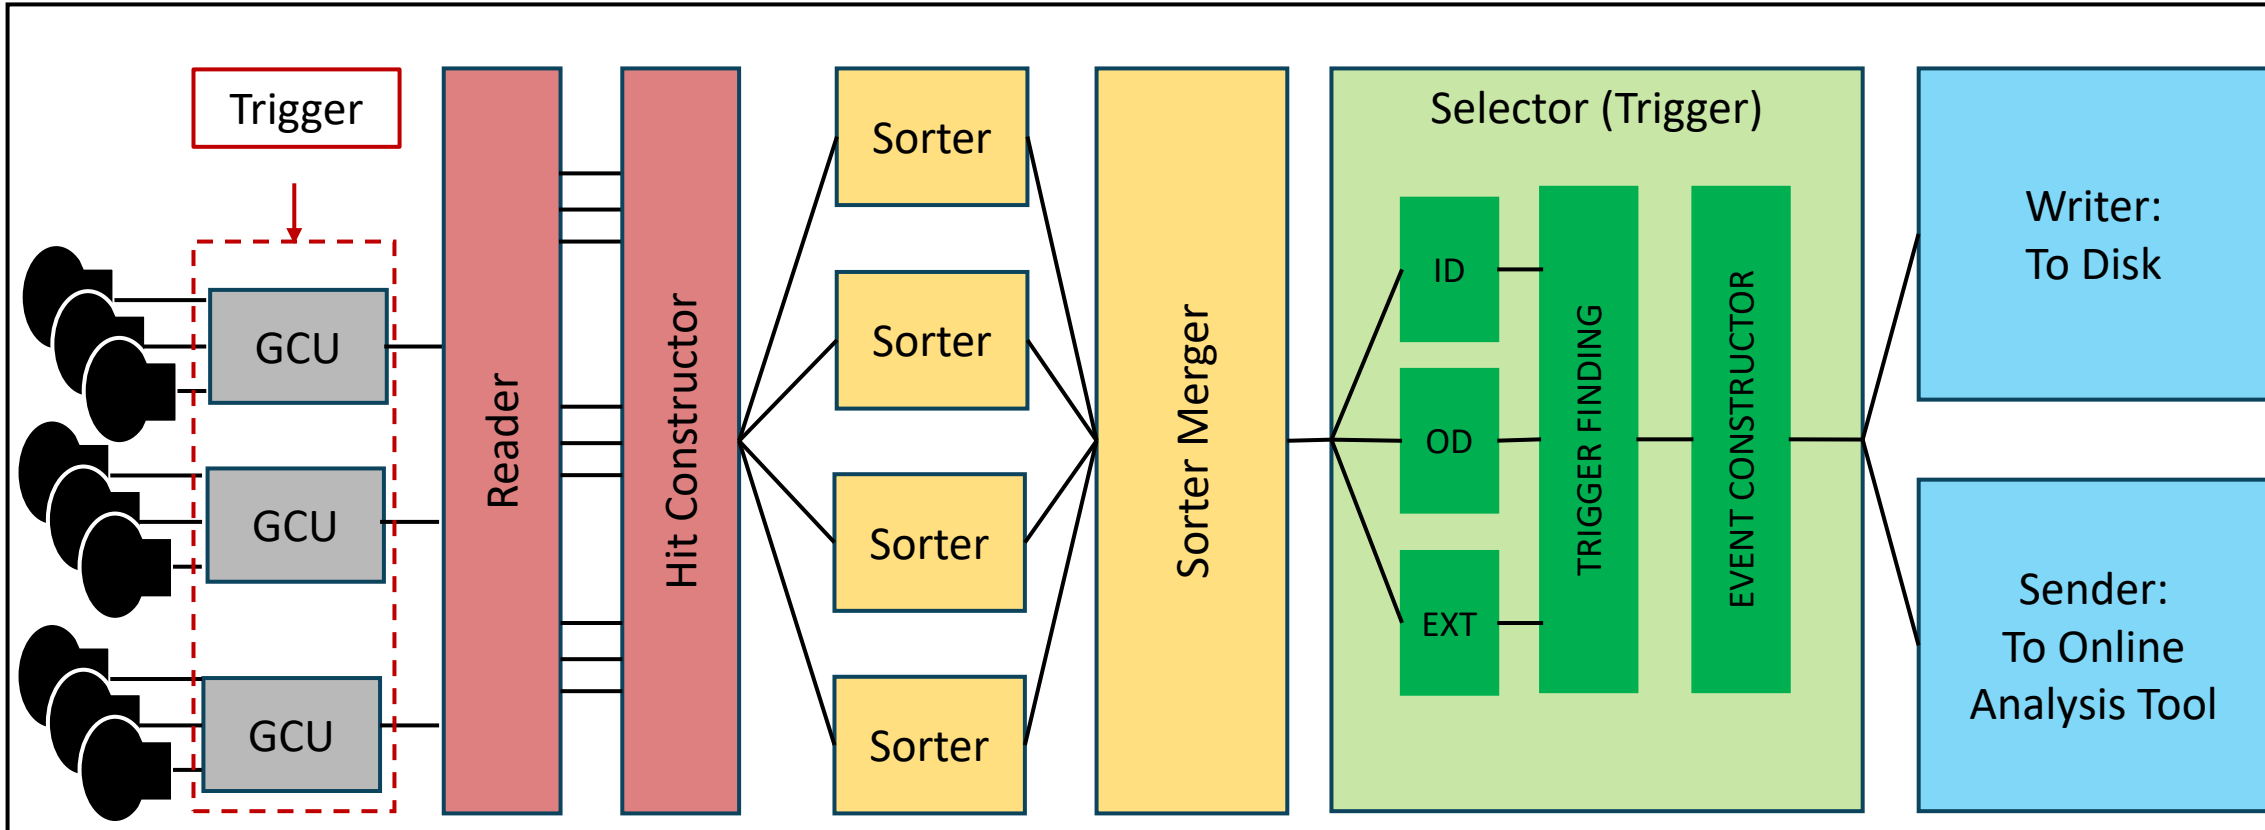 Trigger
GCU
GCU
GCU
Reader
Hit Constructor
Sorter
Sorter
Sorter
Sorter
Sorter Merger
Selector (Trigger)
ID
OD
EXT
TRIGGER FINDING
EVENT CONSTRUCTOR
Writer:
To Disk
Sender:
To Online
Analysis Tool